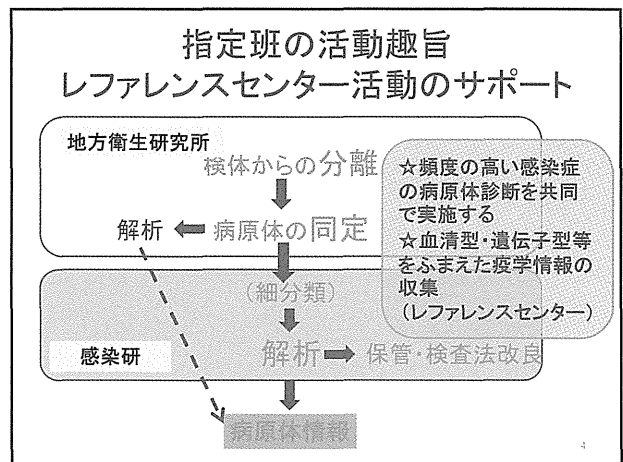 指定班の活動趣旨
レファレンスセンター活動のサポート
地方衛生研究所
検体からの分離
解析
病原体の同定
☆頻度の高い感染症
の病原体診断を共同
で実施する
☆血清型・遺伝子型等
をふまえた疫学情報の
収集
(レファレンスセンター)
(細分類)
感染研
解析
保管・検査法改良
病原体情報
4